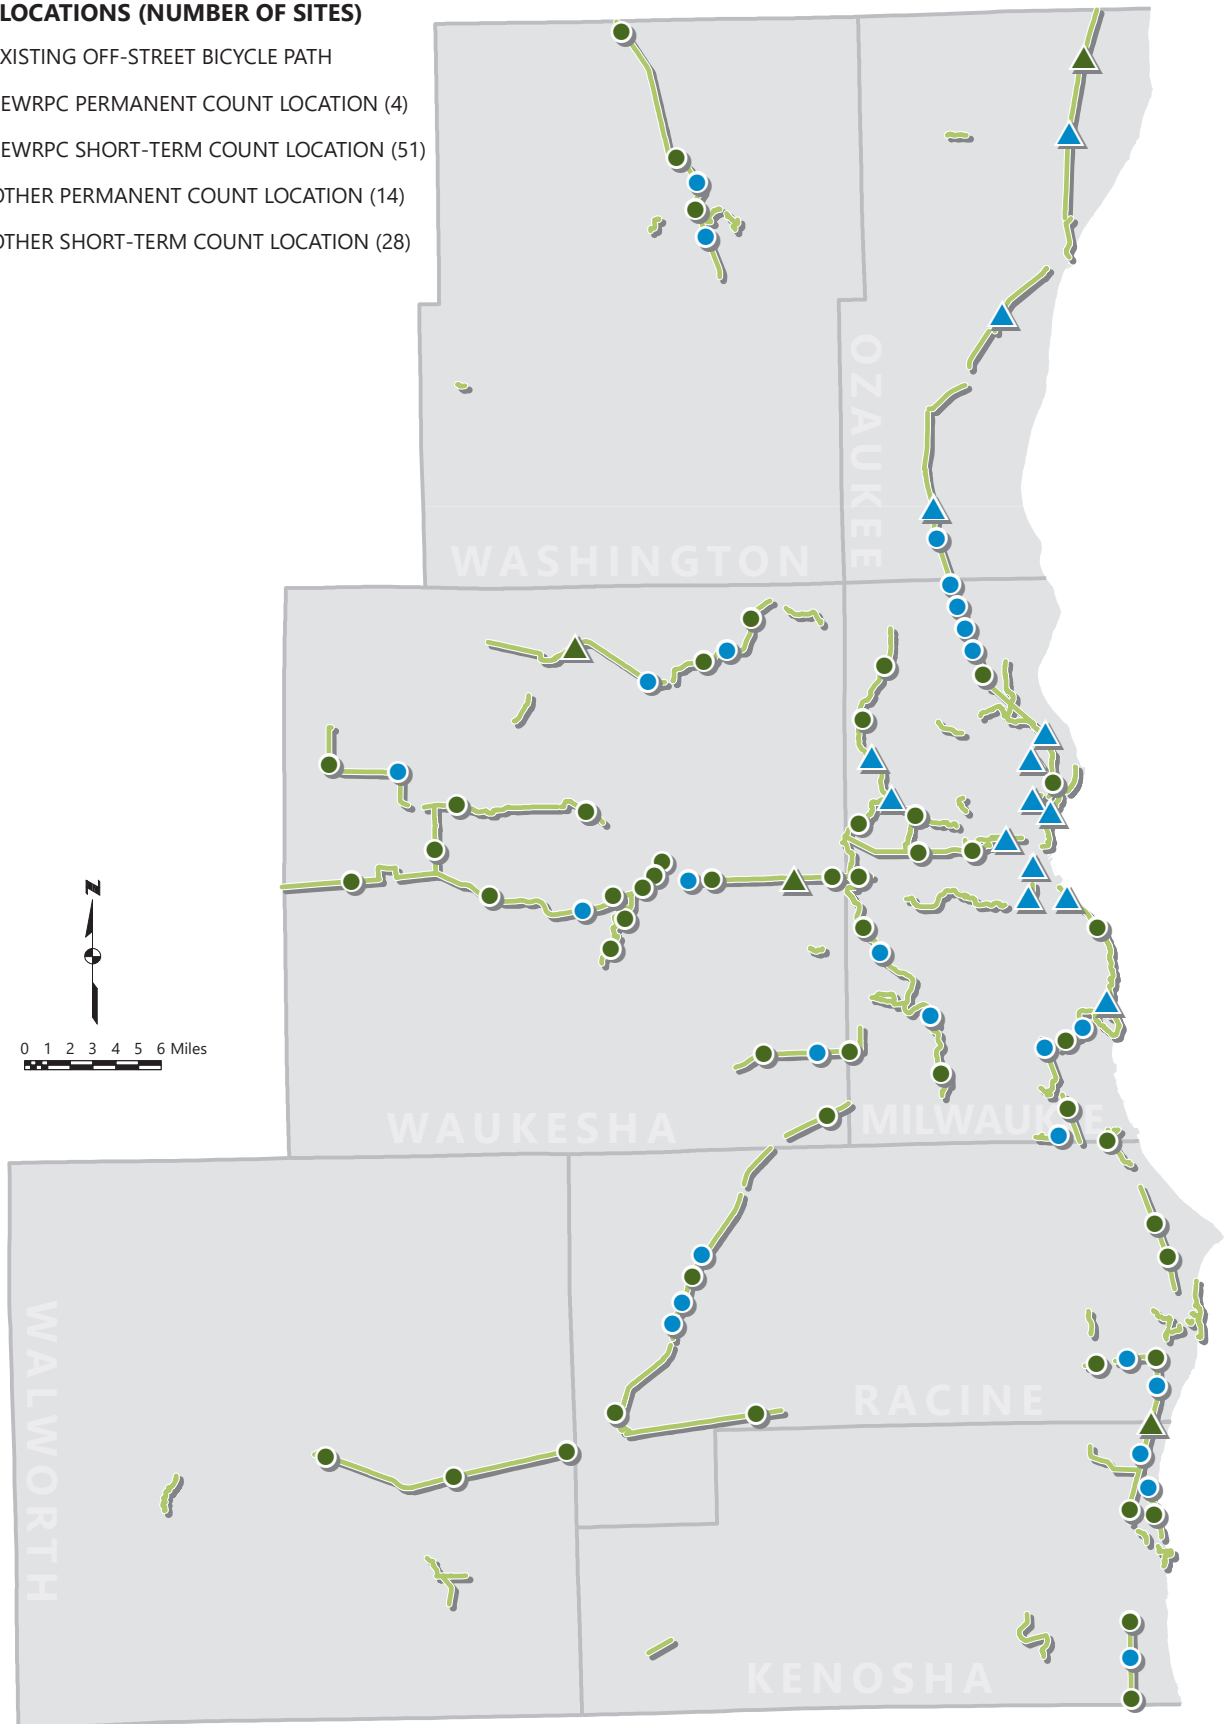 LOCATIONS (NUMBER OF SITES)
XISTING OFF-STREET BICYCLE PATH
EWRPC PERMANENT COUNT LOCATION (4)
EWRPC SHORT-TERM COUNT LOCATION (51)
OTHER PERMANENT COUNT LOCATION (14)
OTHER SHORT-TERM COUNT LOCATION (28)
OZAUKEE
WASHINGTON
N
0 1 2 3 4 5 6 Miles
WAUKESHA
MILWAUKEE
WALWORTH
RACINE
KENOSHA